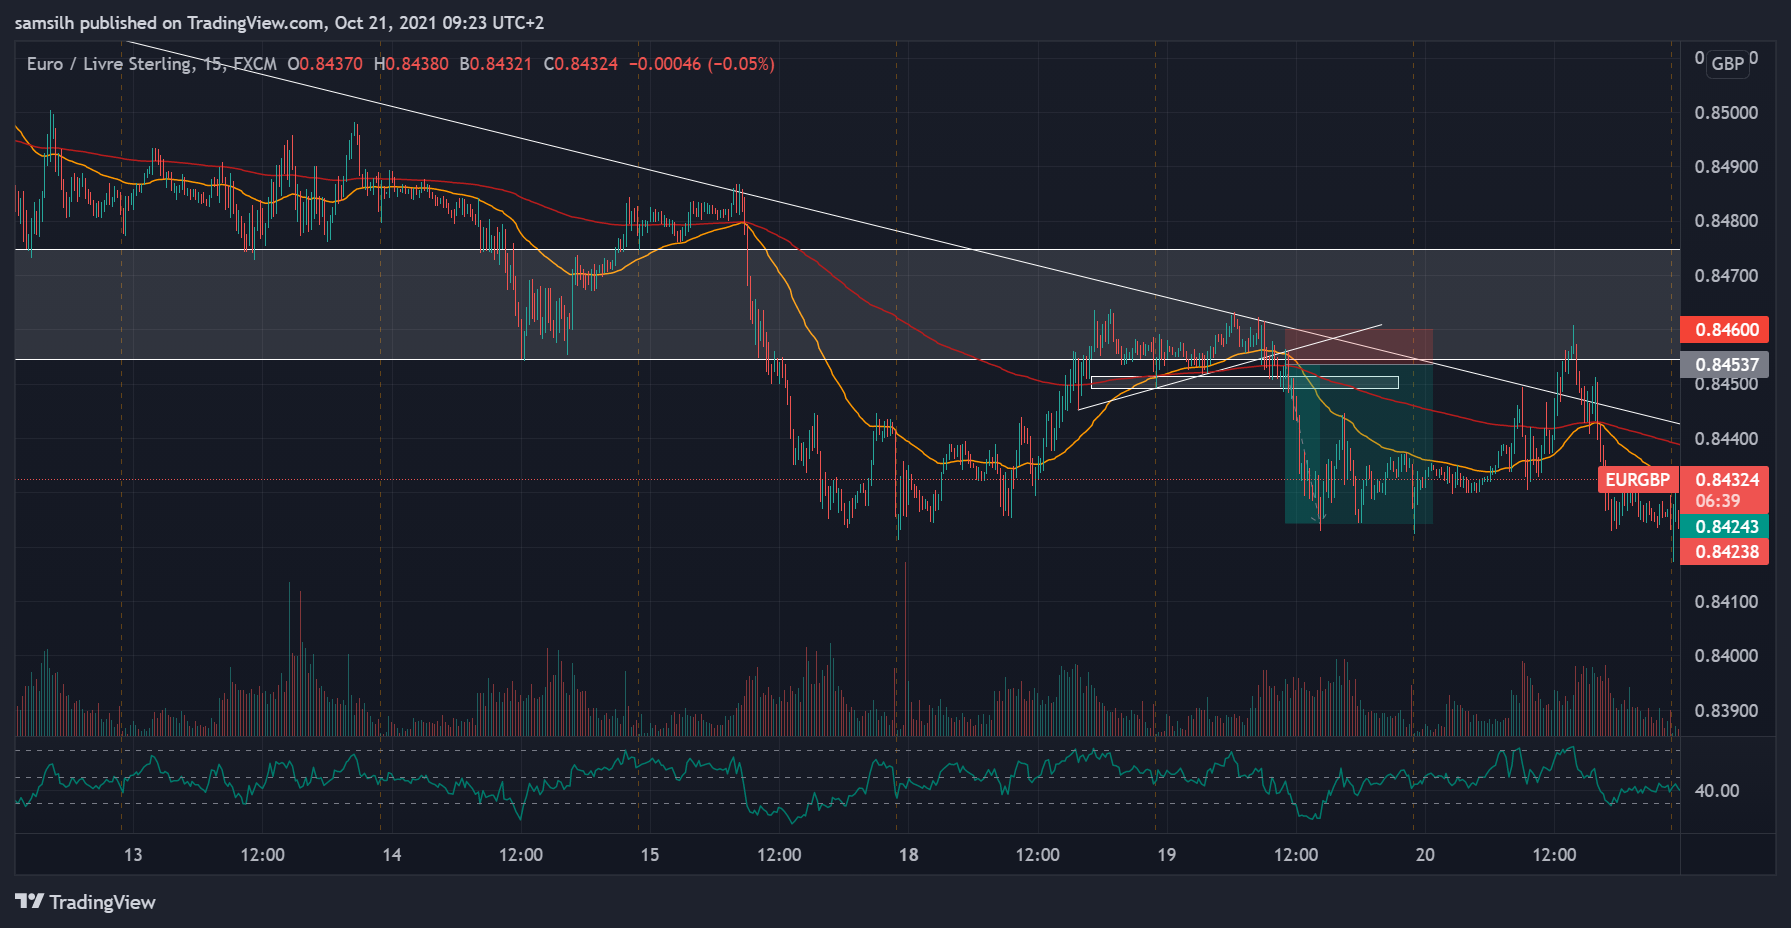 samsilh published on TradingView.com, Oct 21, 2021 09:23 UTC+2
Euro / Livre Sterling, 15, FXCM O0.84370 H0.84380 B0.84321 C0.84324 −0.00046 (−0.05%)
GBP
0.85000
0.84900
0.84800
0.84700
0.84600
0.84537
0.84500
0.84400
EURGBP 0.84324
06:39
0.84243
0.84238
0.84100
0.84000
0.83900
40.00
13 12:00 14 12:00 15 12:00 18 12:00 19 12:00 20 12:00
TradingView